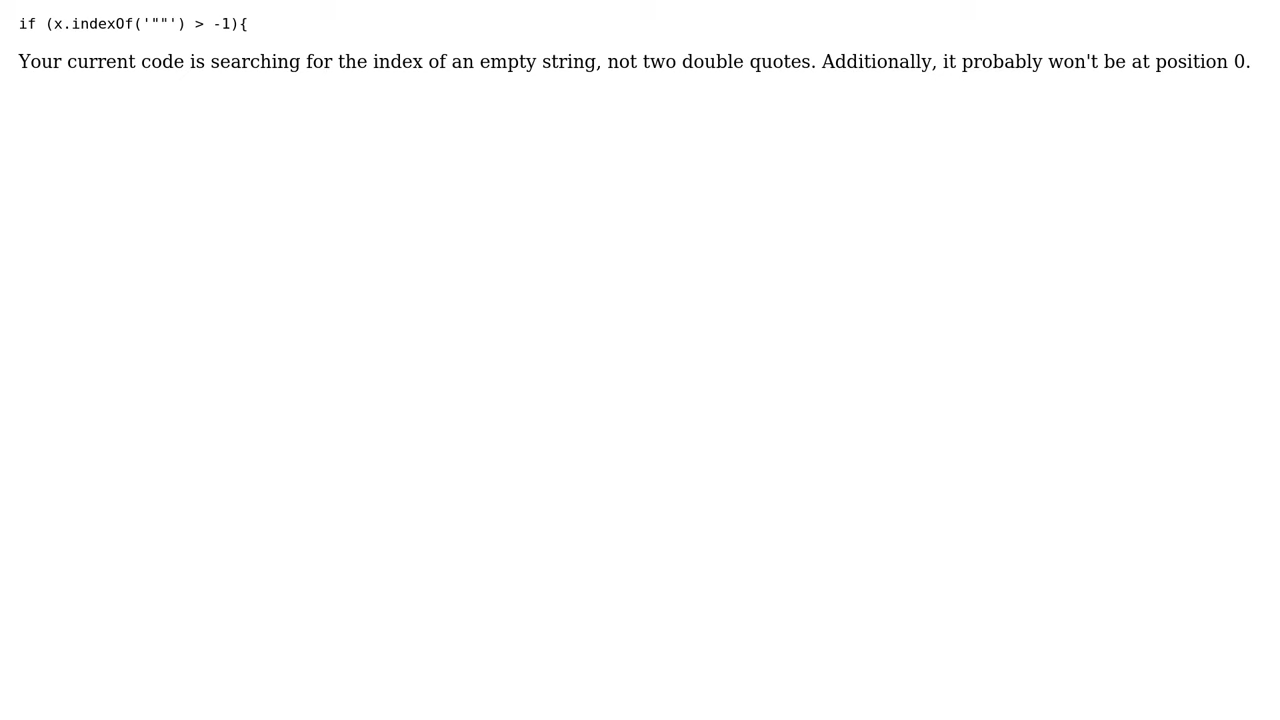 if (x.indexOf('""') > -1){
Your current code is searching for the index of an empty string, not two double quotes. Additionally, it probably won't be at position 0.